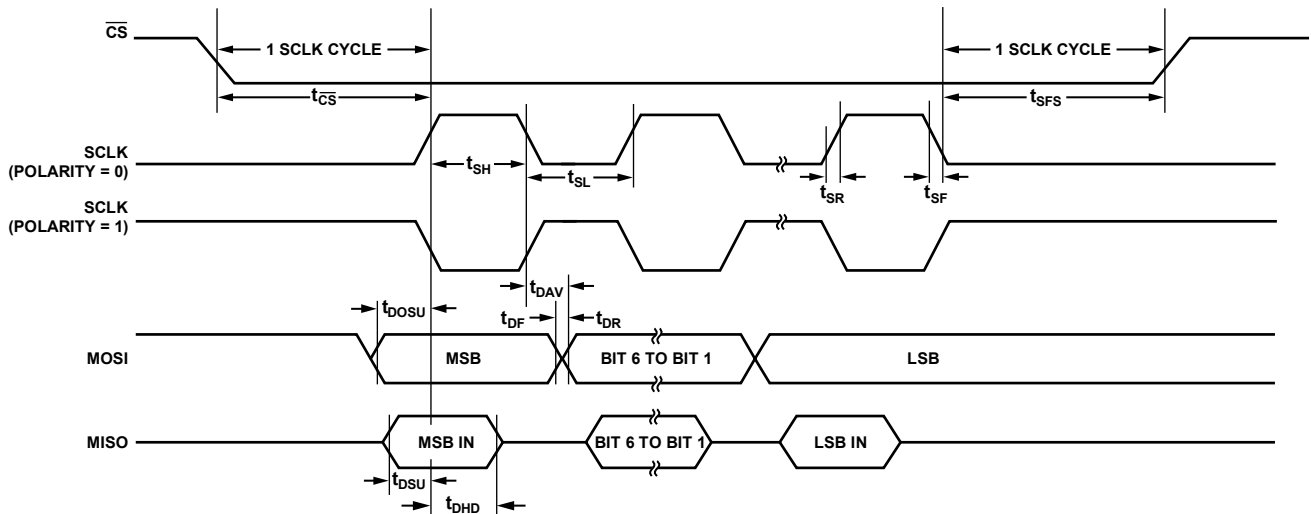 CS
1 SCLK CYCLE
1 SCLK CYCLE
tCS
tSFS
SCLK
(POLARITY = 0)
tSH
tSL
tSR
tSF
SCLK
(POLARITY = 1)
tDAV
tDOSU
tDF
tDR
MOSI
MSB
BIT 6 TO BIT 1
LSB
MISO
MSB IN
BIT 6 TO BIT 1
LSB IN
tDSU
tDHD